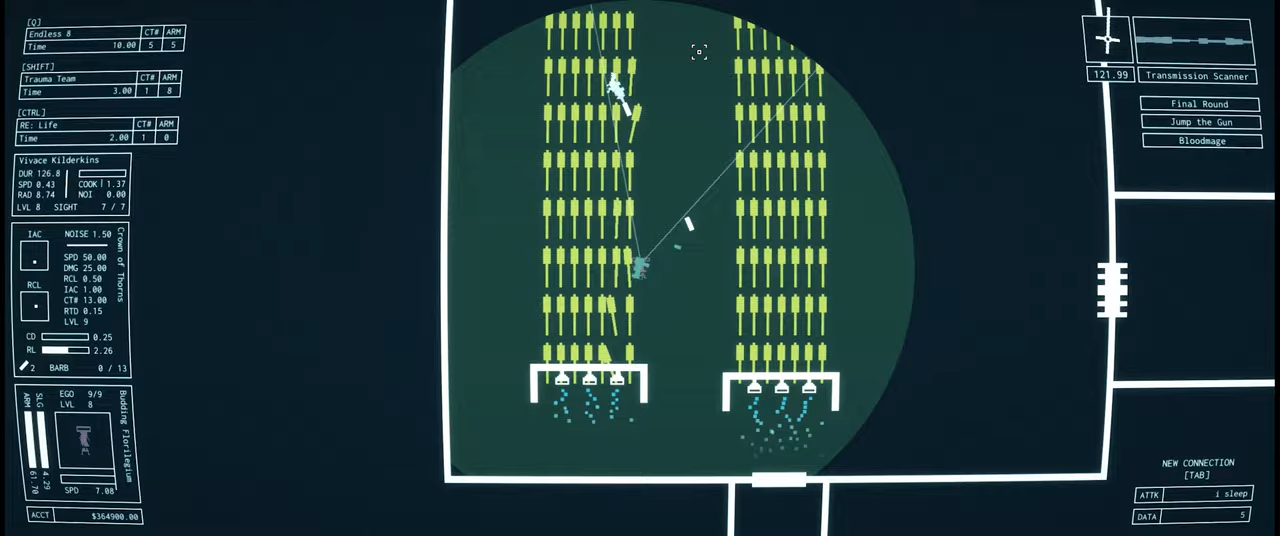 [Q]
Endless 8 CT# ARM
Time 10.00 5 5
[SHIFT]
Trauma Team CT# ARM
Time 3.00 1 8
[CTRL]
RE: Life CT# ARM
Time 2.00 1 0
Vivace Kilderkins
DUR 126.8
SPD 0.43 COOK 1.37
RAD 8.74 NOI 0.00
LVL 8 SIGHT 7 / 7
IAC NOISE 1.50
Crown of Thorns
SPD 50.00
DMG 25.00
RCL RCL 0.50
IAC 1.00
CT# 13.00
RTD 0.15
LVL 9
CD 0.25
RL 2.26
2 BARB 0 / 13
ARM SLG EGO 9/9
LVL 8
Budding Florilegium
61.70 4.29
SPD 7.08
ACCT $364900.00
121.99 Transmission Scanner
Final Round
Jump the Gun
Bloodmage
NEW CONNECTION
[TAB]
ATTK i sleep
DATA 5